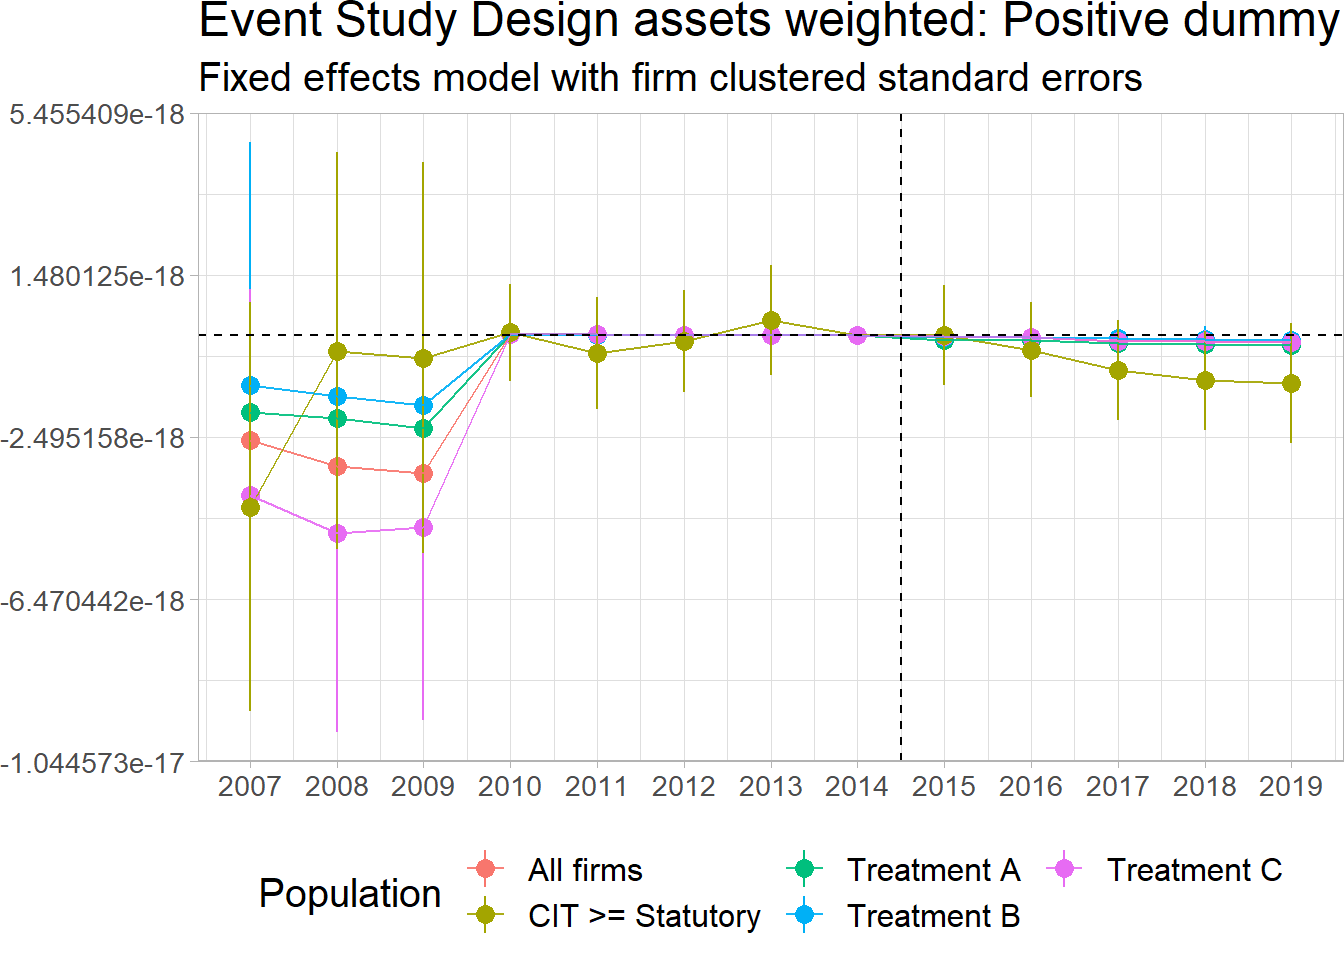 Event Study Design assets weighted: Positive dummy
Fixed effects model with firm clustered standard errors
5.455409e-18
1.480125e-18
-2.495158e-18
-6.470442e-18
-1.044573e-17
2007 2008 2009 2010 2011 2012 2013 2014 2015 2016 2017 2018 2019
Population
All firms
CIT >= Statutory
Treatment A
Treatment B
Treatment C